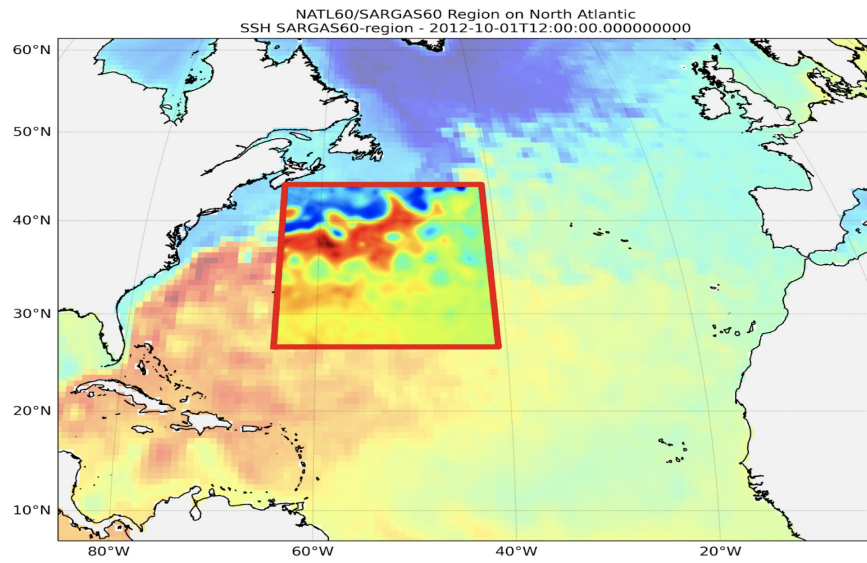 NATL60/SARGAS60 Region on North Atlantic
SSH SARGAS60-region - 2012-10-01T12:00:00.000000000
60°N
50°N
40°N
30°N
20°N
10°N
80°W 60°W 40°W 20°W